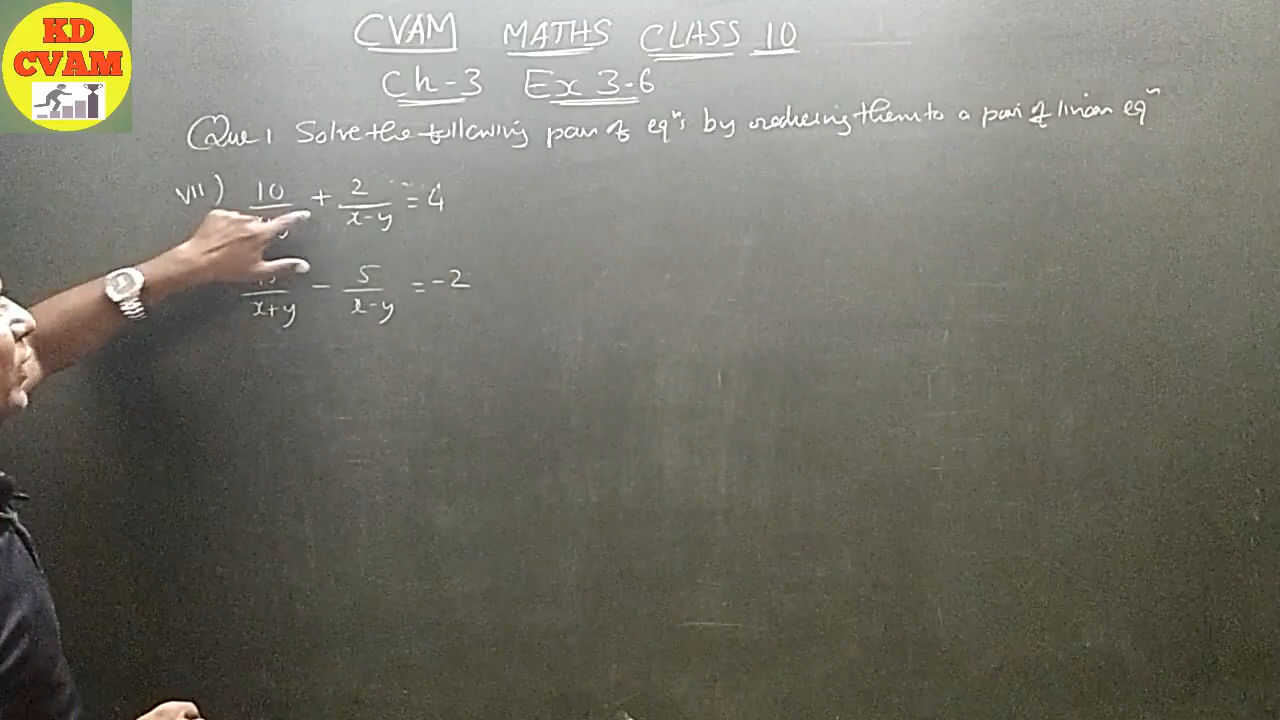 KD
CVAM
CVAM MATHS CLASS 10
Ch-3 Ex 3.6
Que 1 Solve the following pair of eqⁿs by reducing them to a pair of linear eqⁿ
VII) 10/ + 2/x-y = 4
/x+y - 5/x-y = -2